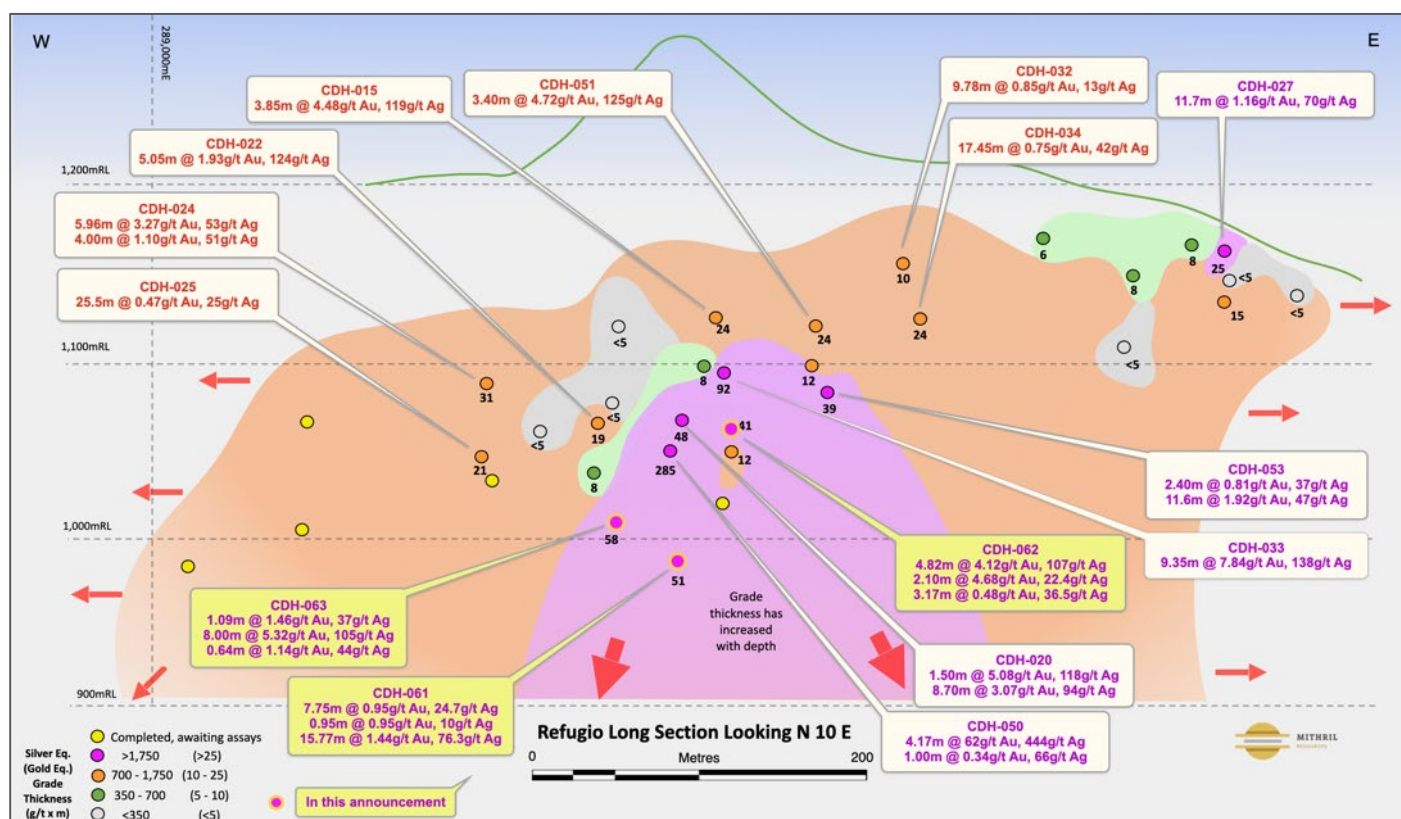 W
E
289,000mE
CDH-015
3.85m @ 4.48g/t Au, 119g/t Ag
CDH-051
3.40m @ 4.72g/t Au, 125g/t Ag
CDH-032
9.78m @ 0.85g/t Au, 13g/t Ag
CDH-027
11.7m @ 1.16g/t Au, 70g/t Ag
CDH-022
5.05m @ 1.93g/t Au, 124g/t Ag
CDH-034
17.45m @ 0.75g/t Au, 42g/t Ag
1,200mRL
CDH-024
5.96m @ 3.27g/t Au, 53g/t Ag
4.00m @ 1.10g/t Au, 51g/t Ag
CDH-025
25.5m @ 0.47g/t Au, 25g/t Ag
6
8
25
10
8
<5
<5
15
24
24
24
<5
<5
1,100mRL
8
92
12
31
39
<5
<5
19
48
41
21
285
12
8
CDH-053
2.40m @ 0.81g/t Au, 37g/t Ag
11.6m @ 1.92g/t Au, 47g/t Ag
1,000mRL
58
51
CDH-033
9.35m @ 7.84g/t Au, 138g/t Ag
CDH-062
4.82m @ 4.12g/t Au, 107g/t Ag
2.10m @ 4.68g/t Au, 22.4g/t Ag
3.17m @ 0.48g/t Au, 36.5g/t Ag
CDH-063
1.09m @ 1.46g/t Au, 37g/t Ag
8.00m @ 5.32g/t Au, 105g/t Ag
0.64m @ 1.14g/t Au, 44g/t Ag
Grade
thickness has
increased
with depth
CDH-020
1.50m @ 5.08g/t Au, 118g/t Ag
8.70m @ 3.07g/t Au, 94g/t Ag
900mRL
CDH-061
7.75m @ 0.95g/t Au, 24.7g/t Ag
0.95m @ 0.95g/t Au, 10g/t Ag
15.77m @ 1.44g/t Au, 76.3g/t Ag
CDH-050
4.17m @ 62g/t Au, 444g/t Ag
1.00m @ 0.34g/t Au, 66g/t Ag
Refugio Long Section Looking N 10 E
0 Metres 200
MITHRIL
RESOURCES
Completed, awaiting assays
Silver Eq.
(Gold Eq.)
Grade
Thickness
(g/t x m)
>1,750 (>25)
700 - 1,750 (10 - 25)
350 - 700 (5 - 10)
<350 (<5)
In this announcement